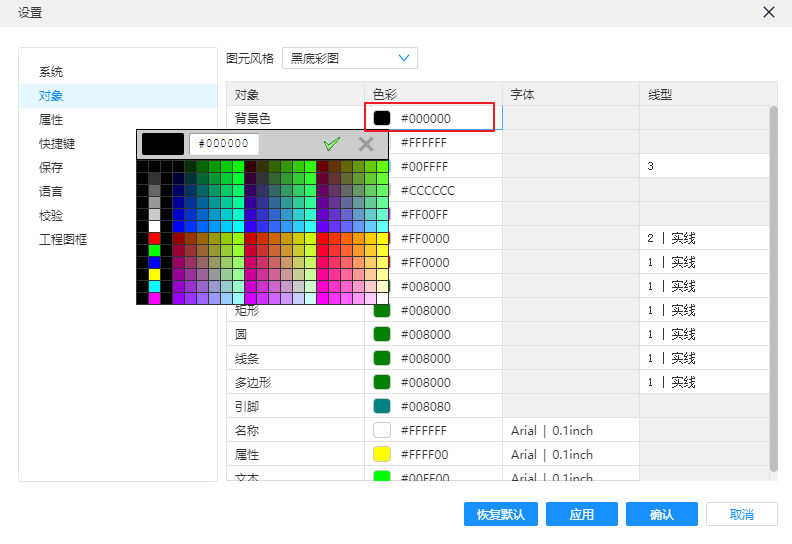 设置
系统
对象
属性
快捷键
保存
语言
校验
工程图框
图元风格 黑底彩图
对象 色彩 字体 线型
背景色 #000000
#000000
#FFFFFF
#00FFFF 3
#CCCCCC
#FF00FF
#FF0000 2 | 实线
#FF0000 1 | 实线
#008000 1 | 实线
矩形 #008000 1 | 实线
圆 #008000 1 | 实线
线条 #008000 1 | 实线
多边形 #008000 1 | 实线
引脚 #008080
名称 #FFFFFF Arial | 0.1inch
属性 #FFFF00 Arial | 0.1inch
文本 #00FF00 Arial | 0.1inch
恢复默认 应用 确认 取消